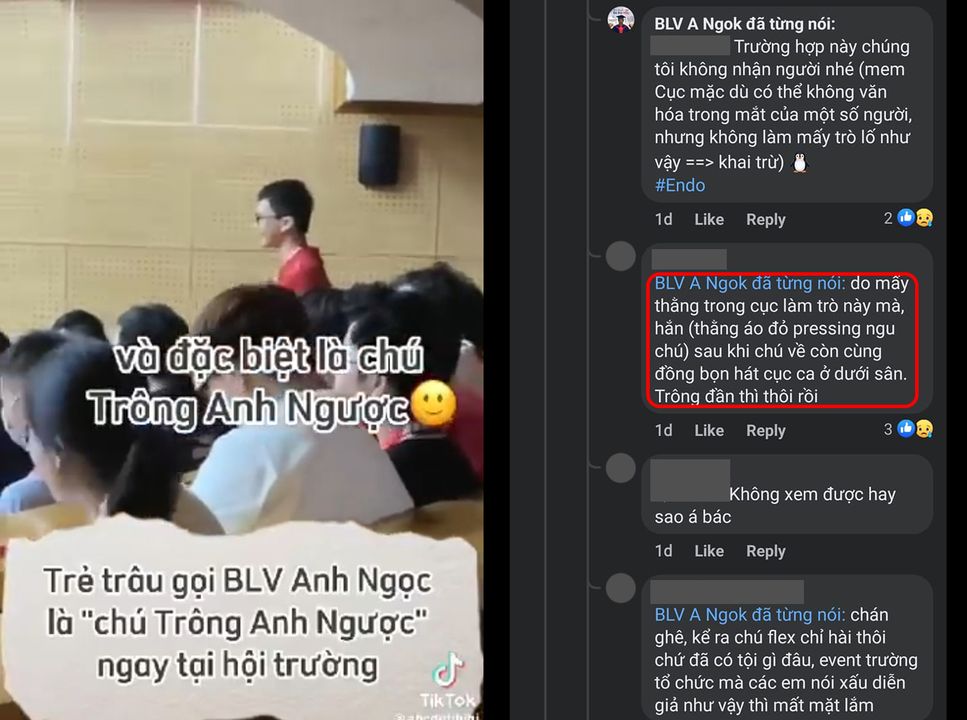 và đặc biệt là chú
Trông Anh Ngược
Trẻ trâu gọi BLV Anh Ngọc
là "chú Trông Anh Ngược"
ngay tại hội trường
TikTok
BLV A Ngok đã từng nói:
Trường hợp này chúng
tôi không nhận người nhé (mem
Cục mặc dù có thể không văn
hóa trong mắt của một số người,
nhưng không làm mấy trò lố như
vậy ==> khai trừ) 🐧
#Endo
1d Like Reply 2
BLV A Ngok đã từng nói: do mấy
thằng trong cục làm trò này mà,
hắn (thằng áo đỏ pressing ngu
chú) sau khi chú về còn cùng
đồng bọn hát cục ca ở dưới sân.
Trông đần thì thôi rồi
1d Like Reply 3
Không xem được hay
sao á bác
1d Like Reply
BLV A Ngok đã từng nói: chán
ghê, kể ra chú flex chỉ hài thôi
chứ đã có tội gì đâu, event trường
tổ chức mà các em nói xấu diễn
giả như vậy thì mất mặt lắm